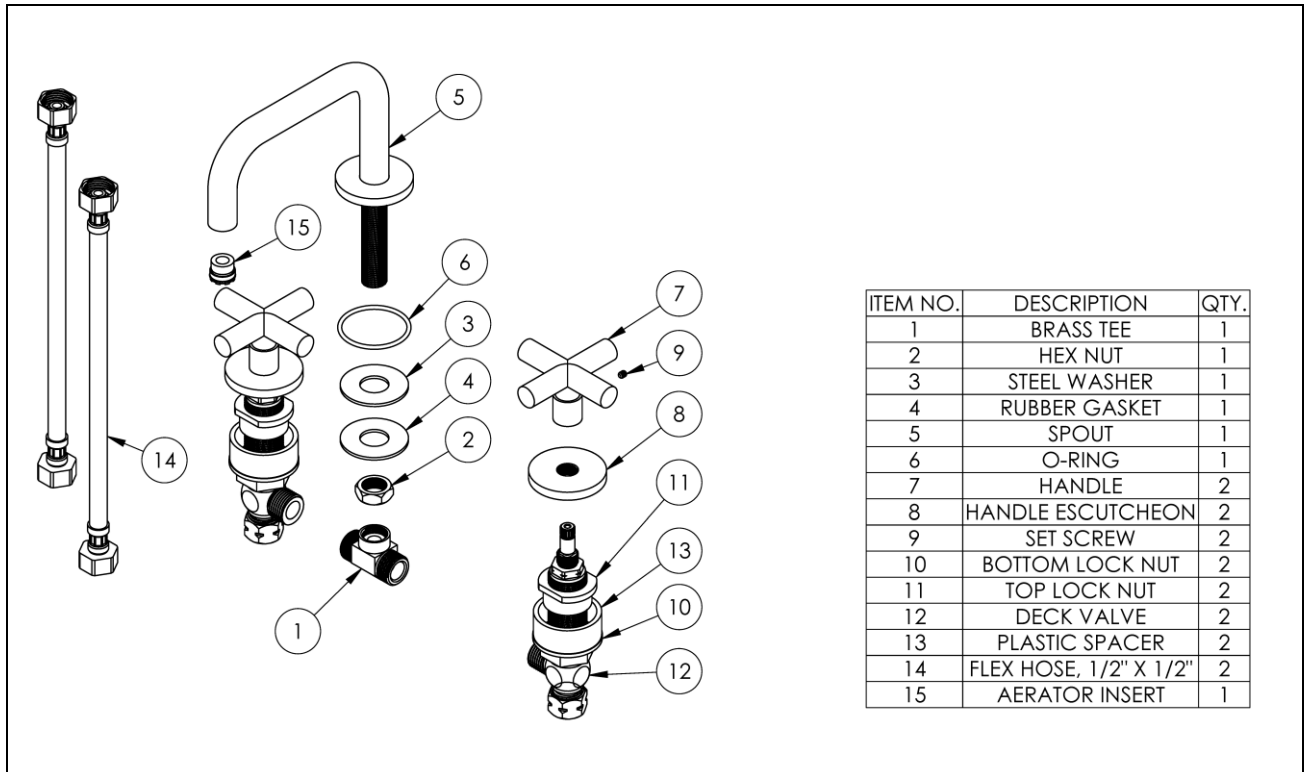 5
15
6
7
3
9
4
8
2
14
11
13
1
10
12
ITEM NO. DESCRIPTION QTY.
1 BRASS TEE 1
2 HEX NUT 1
3 STEEL WASHER 1
4 RUBBER GASKET 1
5 SPOUT 1
6 O-RING 1
7 HANDLE 2
8 HANDLE ESCUTCHEON 2
9 SET SCREW 2
10 BOTTOM LOCK NUT 2
11 TOP LOCK NUT 2
12 DECK VALVE 2
13 PLASTIC SPACER 2
14 FLEX HOSE, 1/2" X 1/2" 2
15 AERATOR INSERT 1